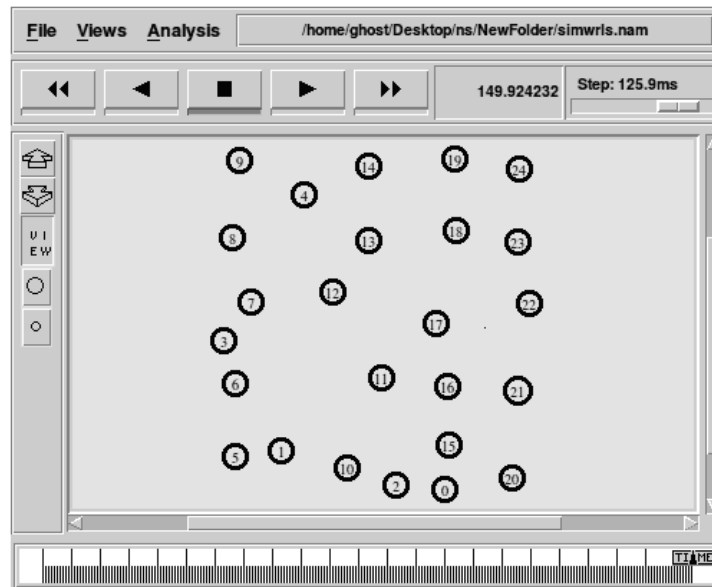 File Views Analysis /home/ghost/Desktop/ns/NewFolder/simwrls.nam
149.924232 Step: 125.9ms
9 14 19 24
4
8 13 18 23
VI
EW
7 12 22
17
3
6 11 16 21
5 1 15
10 2 0 20
TIME